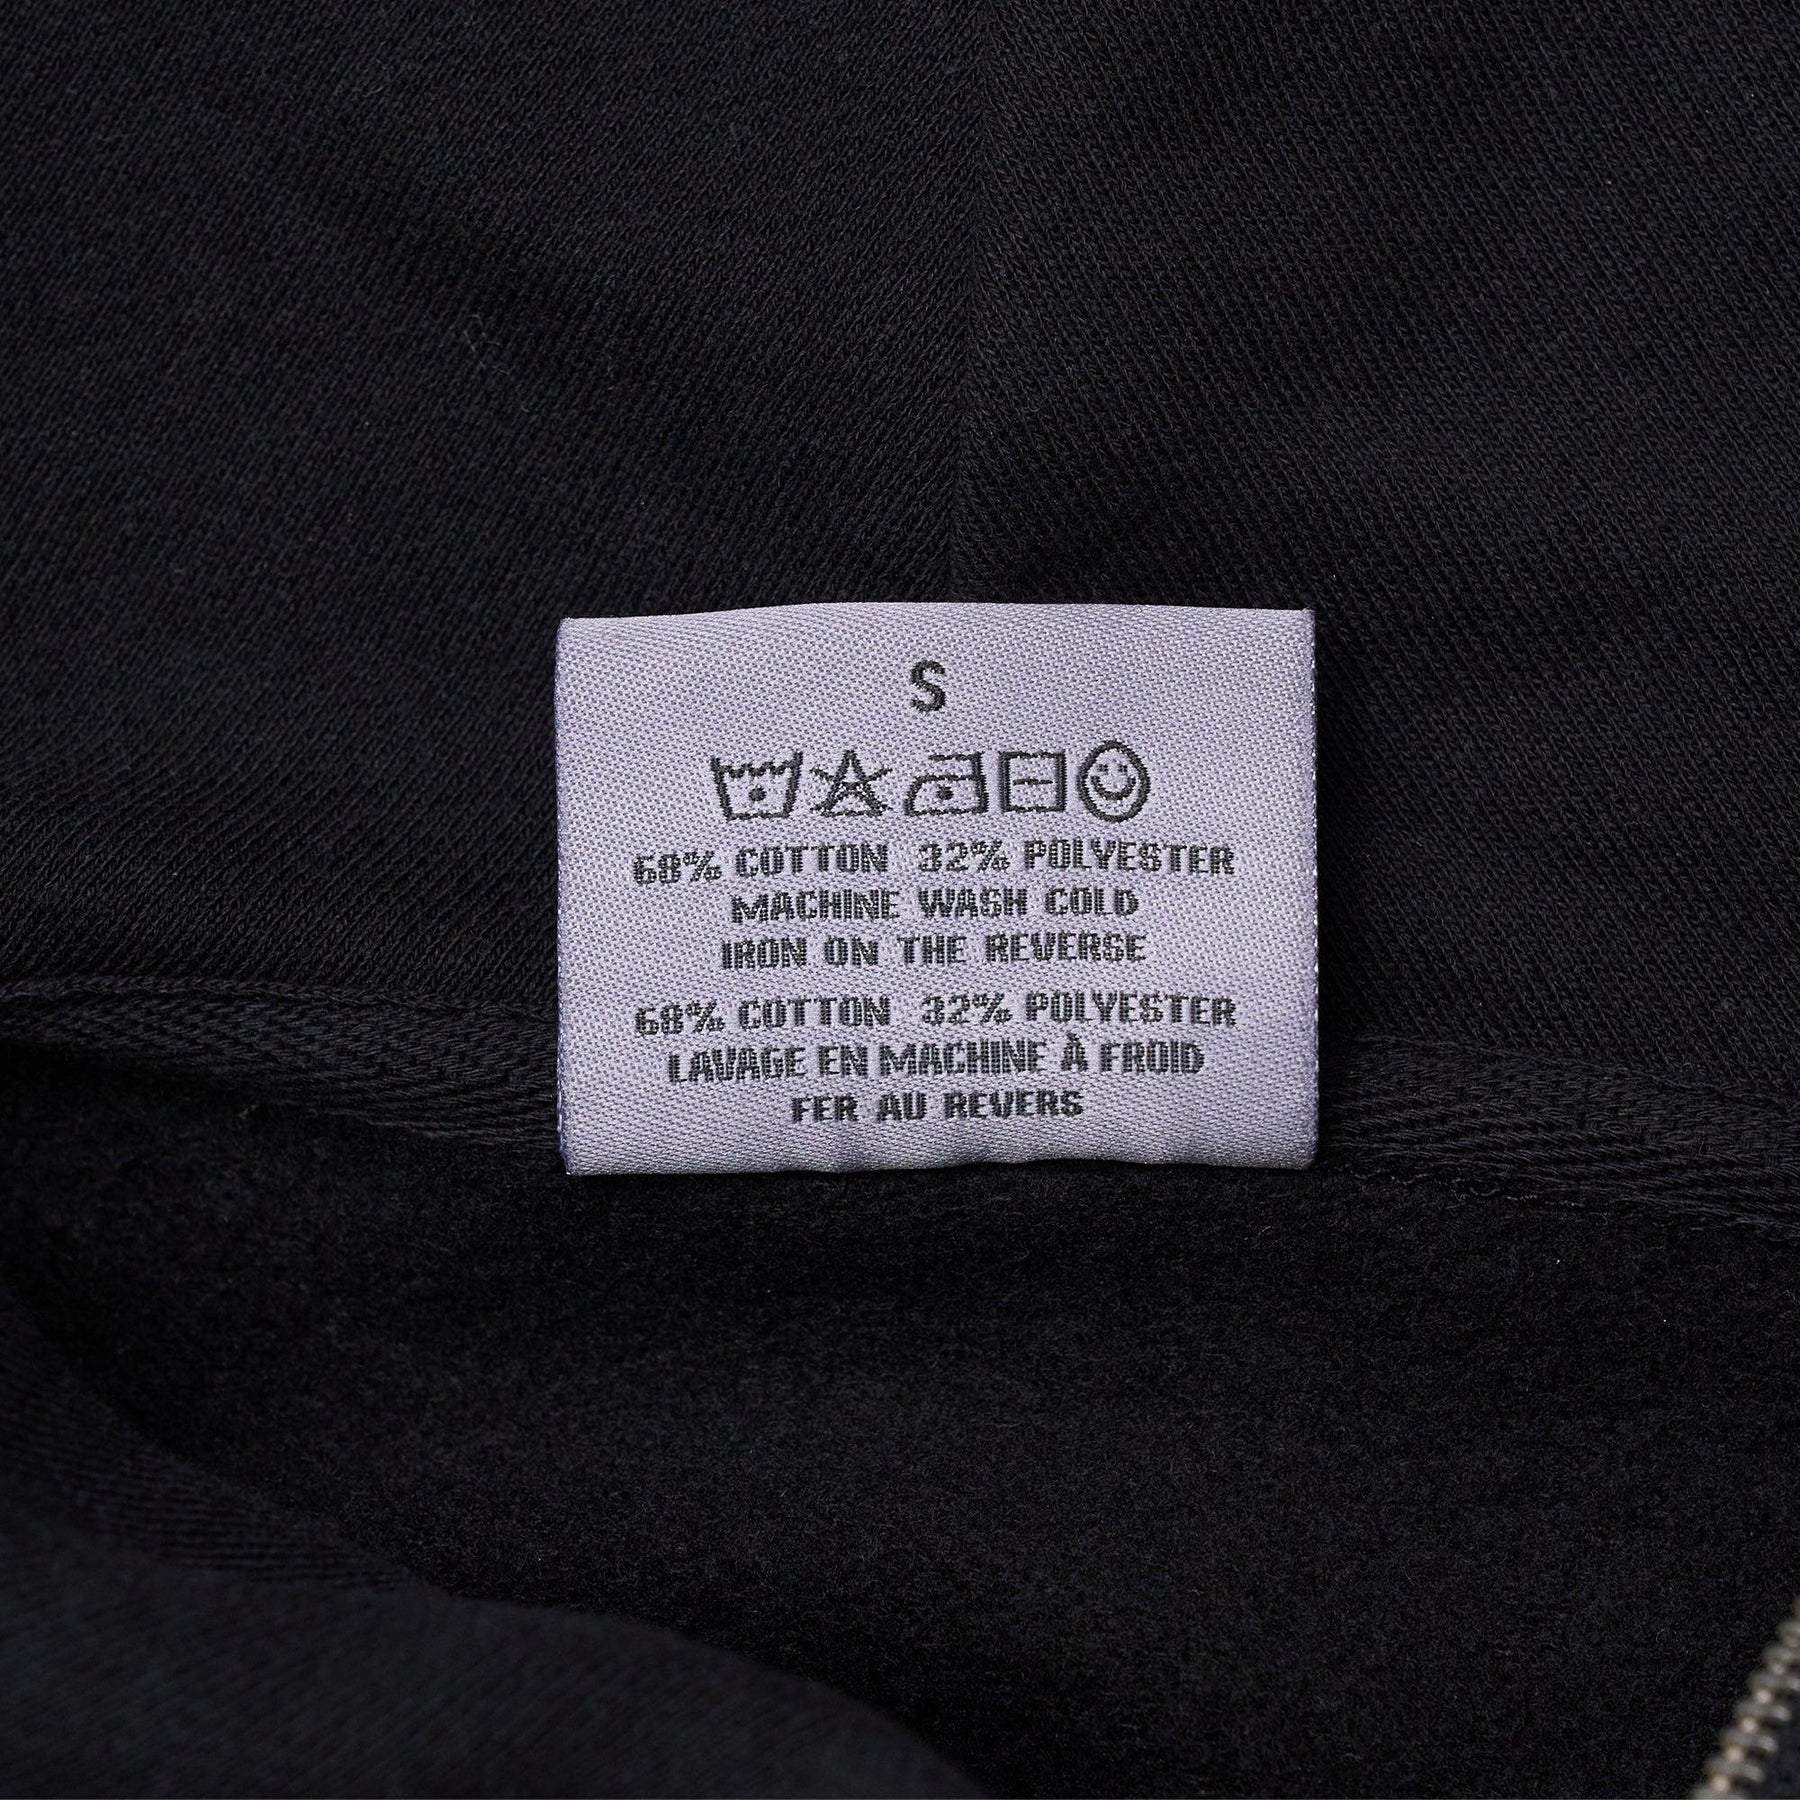 S
68% COTTON 32% POLYESTER
MACHINE WASH COLD
IRON ON THE REVERSE
68% COTTON 32% POLYESTER
LAVAGE EN MACHINE À FROID
FER AU REVERS